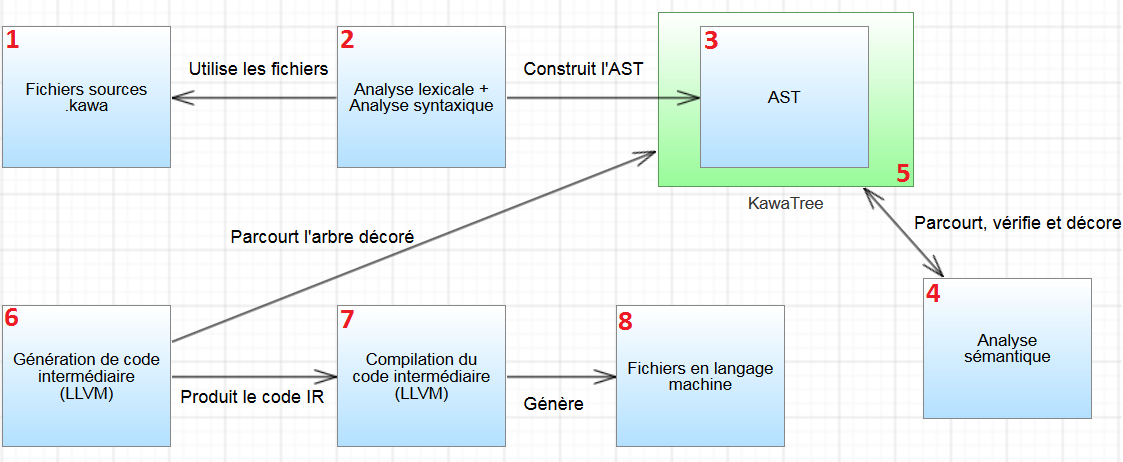 1
Fichiers sources
.kawa
Utilise les fichiers
2
Analyse lexicale +
Analyse syntaxique
Construit l'AST
3
AST
5
KawaTree
Parcourt l'arbre décoré
Parcourt, vérifie et décore
4
Analyse
sémantique
6
Génération de code
intermédiaire
(LLVM)
Produit le code IR
7
Compilation du
code intermédiaire
(LLVM)
Génère
8
Fichiers en langage
machine